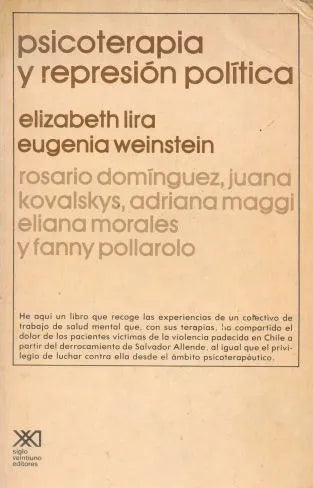 psicoterapia
y represión política
elizabeth lira
eugenia weinstein
rosario domínguez, juana
kovalskys, adriana maggi
eliana morales
y fanny pollarolo
He aquí un libro que recoge las experiencias de un colectivo de
trabajo de salud mental que, con sus terapias, ha compartido el
dolor de los pacientes víctimas de la violencia padecida en Chile a
partir del derrocamiento de Salvador Allende, al igual que el privi-
legio de luchar contra ella desde el ámbito psicoterapéutico.
siglo
veintiuno
editores